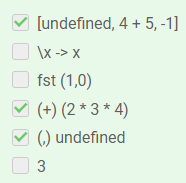 [undefined, 4 + 5, -1]
\x -> x
fst (1,0)
(+) (2 * 3 * 4)
(,) undefined
3